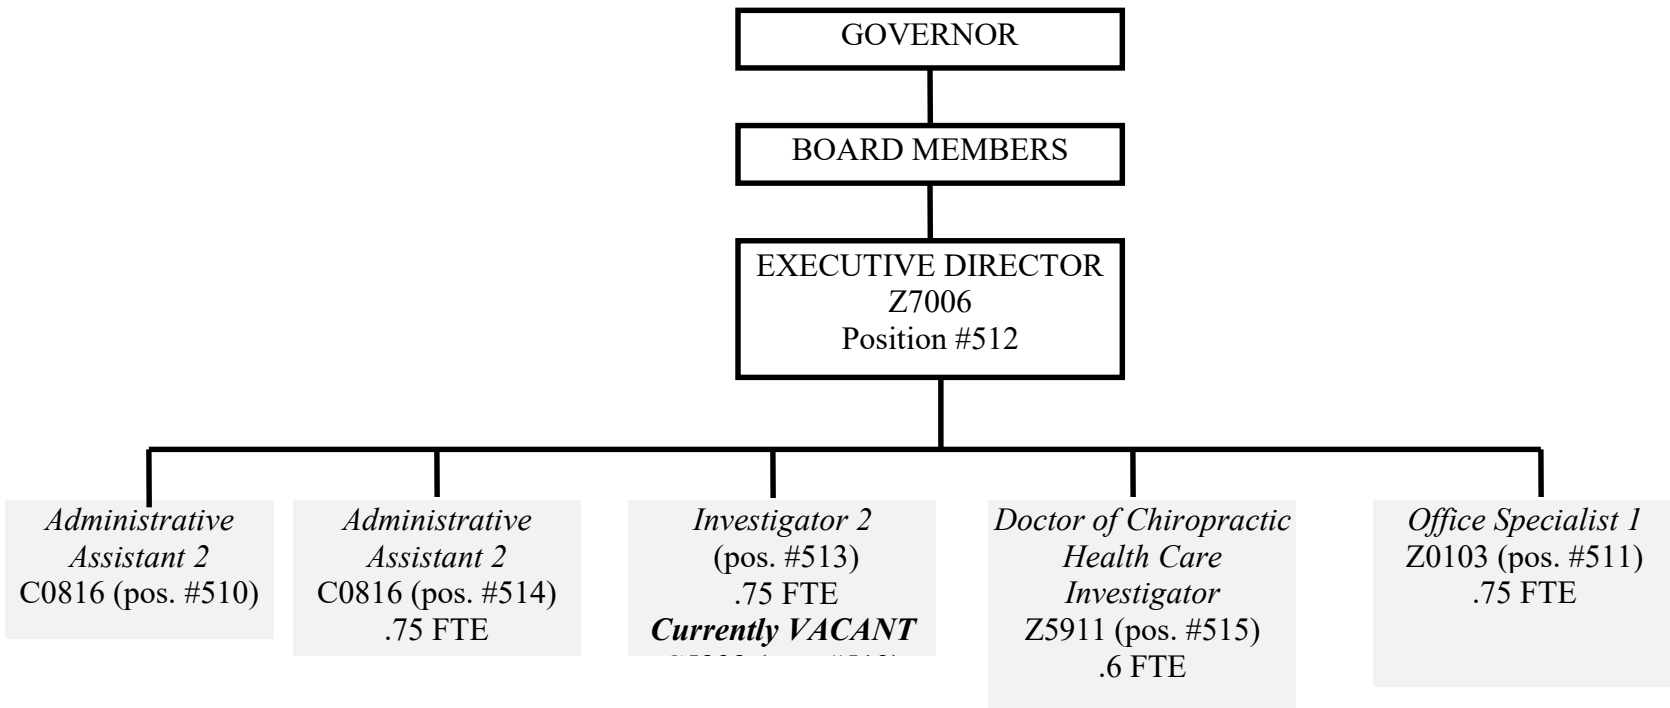 GOVERNOR
BOARD MEMBERS
EXECUTIVE DIRECTOR
Z7006
Position #512
Administrative
Assistant 2
C0816 (pos. #510)
Administrative
Assistant 2
C0816 (pos. #514)
.75 FTE
Investigator 2
(pos. #513)
.75 FTE
Currently VACANT
Doctor of Chiropractic
Health Care
Investigator
Z5911 (pos. #515)
.6 FTE
Office Specialist 1
Z0103 (pos. #511)
.75 FTE